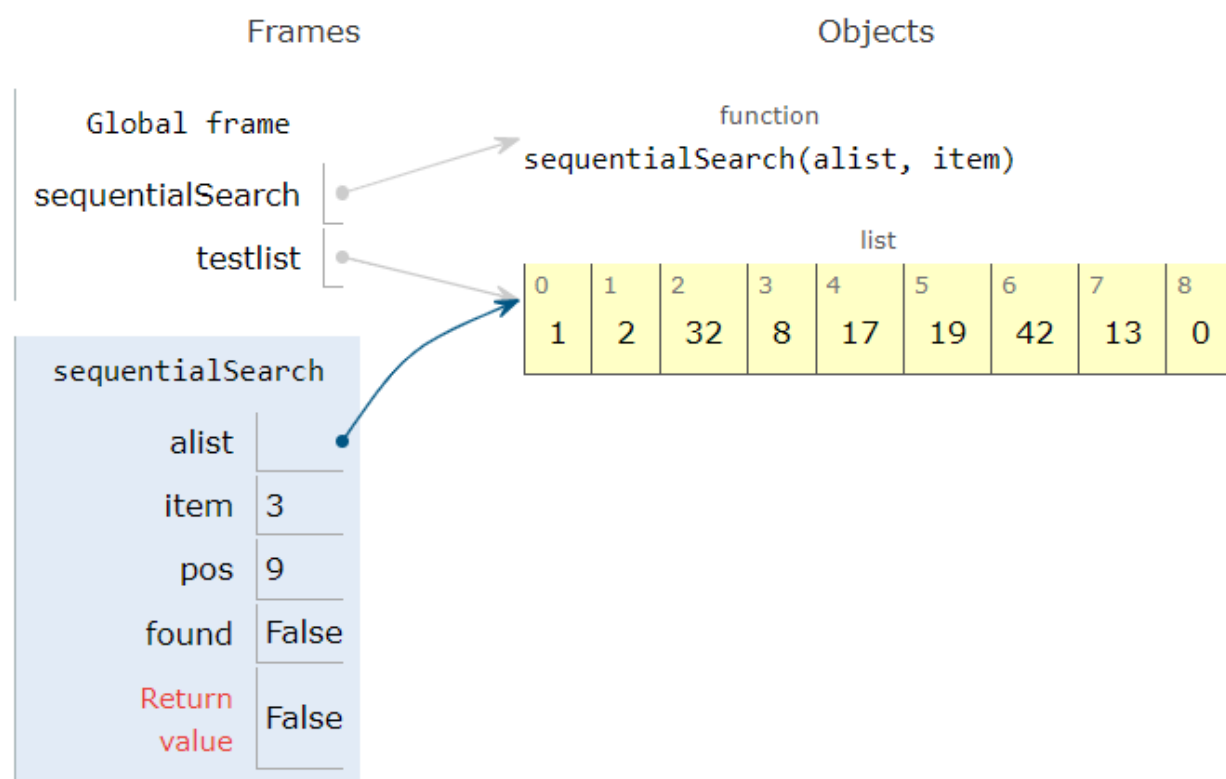 Frames
Objects
Global frame
sequentialSearch
testlist
function
sequentialSearch(alist, item)
list
0 1 2 3 4 5 6 7 8
1 2 32 8 17 19 42 13 0
sequentialSearch
alist
item 3
pos 9
found False
Return
value False